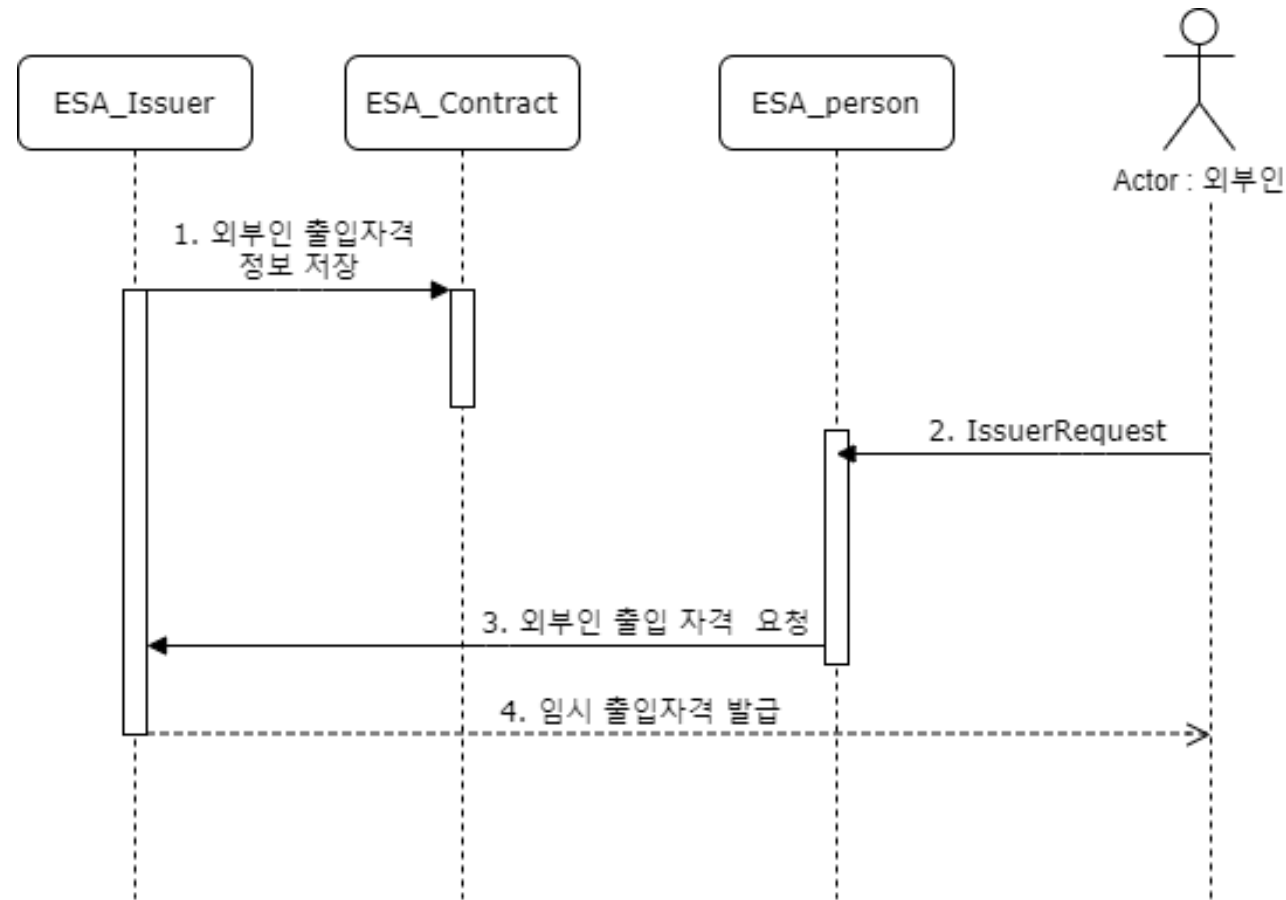 ESA_Issuer
ESA_Contract
ESA_person
Actor : 외부인
1. 외부인 출입자격
정보 저장
2. IssuerRequest
3. 외부인 출입 자격 요청
4. 임시 출입자격 발급